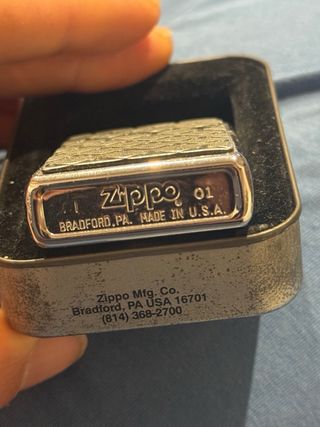 I Zippo 01
BRADFORD, PA. MADE IN U.S.A.
Zippo Mfg. Co.
Bradford, PA USA 16701
(814) 368-2700